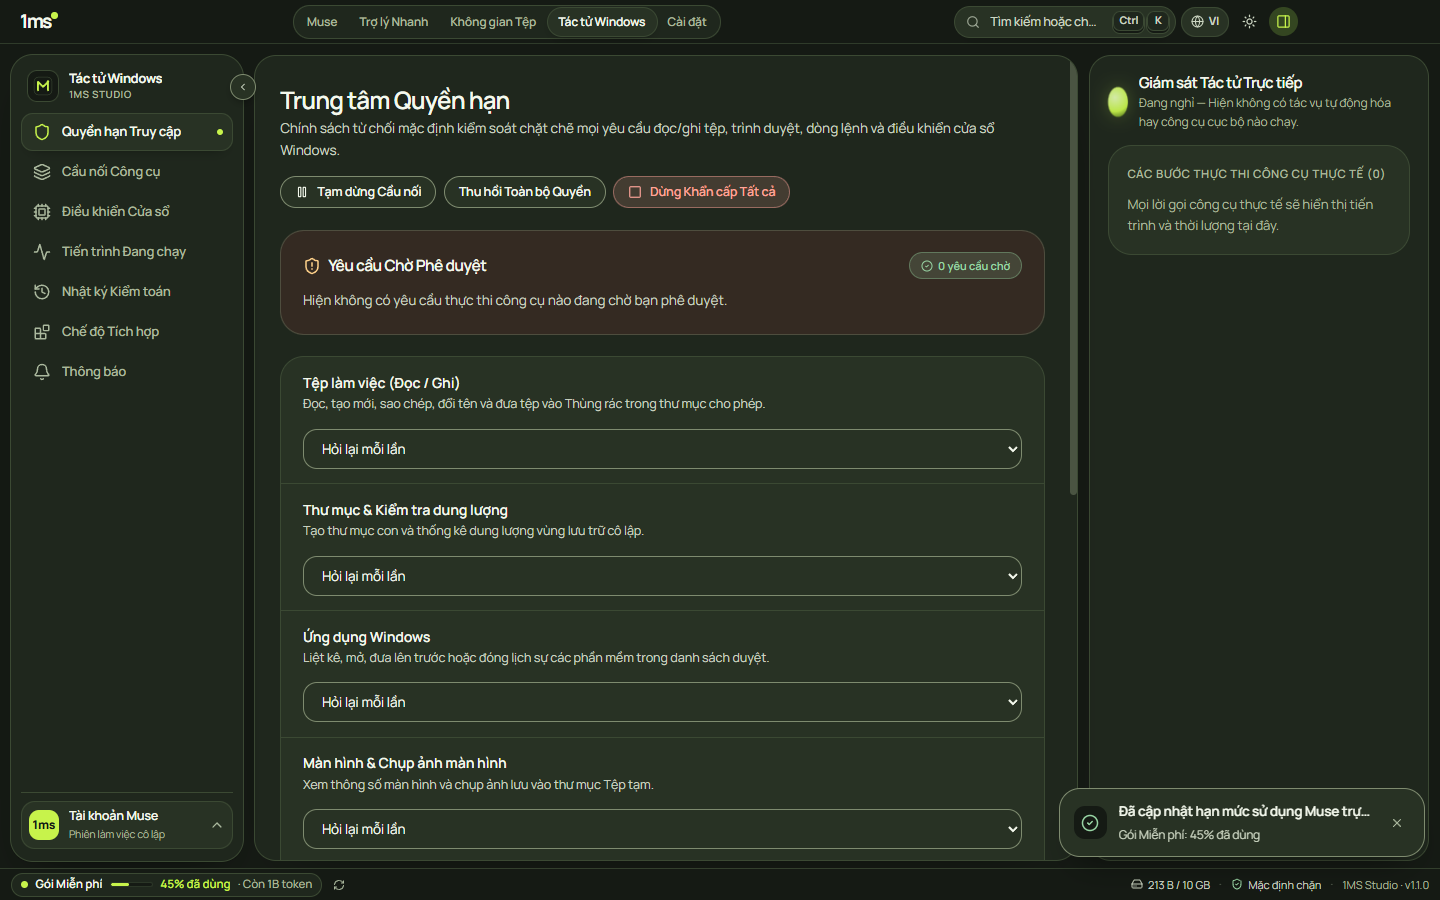 1ms
Muse
Trợ lý Nhanh
Không gian Tệp
Tác tử Windows
Cài đặt
Tìm kiếm hoặc ch...
Ctrl
K
VI
Tác tử Windows
1MS STUDIO
Quyền hạn Truy cập
Cầu nối Công cụ
Điều khiển Cửa sổ
Tiến trình Đang chạy
Nhật ký Kiểm toán
Chế độ Tích hợp
Thông báo
1ms
Tài khoản Muse
Phiên làm việc cô lập
Trung tâm Quyền hạn
Chính sách từ chối mặc định kiểm soát chặt chẽ mọi yêu cầu đọc/ghi tệp, trình duyệt, dòng lệnh và điều khiển cửa sổ
Windows.
Tạm dừng Cầu nối
Thu hồi Toàn bộ Quyền
Dừng Khẩn cấp Tất cả
Yêu cầu Chờ Phê duyệt
0 yêu cầu chờ
Hiện không có yêu cầu thực thi công cụ nào đang chờ bạn phê duyệt.
Tệp làm việc (Đọc / Ghi)
Đọc, tạo mới, sao chép, đổi tên và đưa tệp vào Thùng rác trong thư mục cho phép.
Hỏi lại mỗi lần
Thư mục & Kiểm tra dung lượng
Tạo thư mục con và thống kê dung lượng vùng lưu trữ cô lập.
Hỏi lại mỗi lần
Ứng dụng Windows
Liệt kê, mở, đưa lên trước hoặc đóng lịch sự các phần mềm trong danh sách duyệt.
Hỏi lại mỗi lần
Màn hình & Chụp ảnh màn hình
Xem thông số màn hình và chụp ảnh lưu vào thư mục Tệp tạm.
Hỏi lại mỗi lần
Giám sát Tác tử Trực tiếp
Đang nghỉ — Hiện không có tác vụ tự động hóa
hay công cụ cục bộ nào chạy.
CÁC BƯỚC THỰC THI CÔNG CỤ THỰC TẾ (0)
Mọi lời gọi công cụ thực tế sẽ hiển thị tiến
trình và thời lượng tại đây.
Đã cập nhật hạn mức sử dụng Muse trự...
Gói Miễn phí: 45% đã dùng
Gói Miễn phí
45% đã dùng
· Còn 1B token
213 B / 10 GB
·
Mặc định chặn
·
1MS Studio · v1.1.0